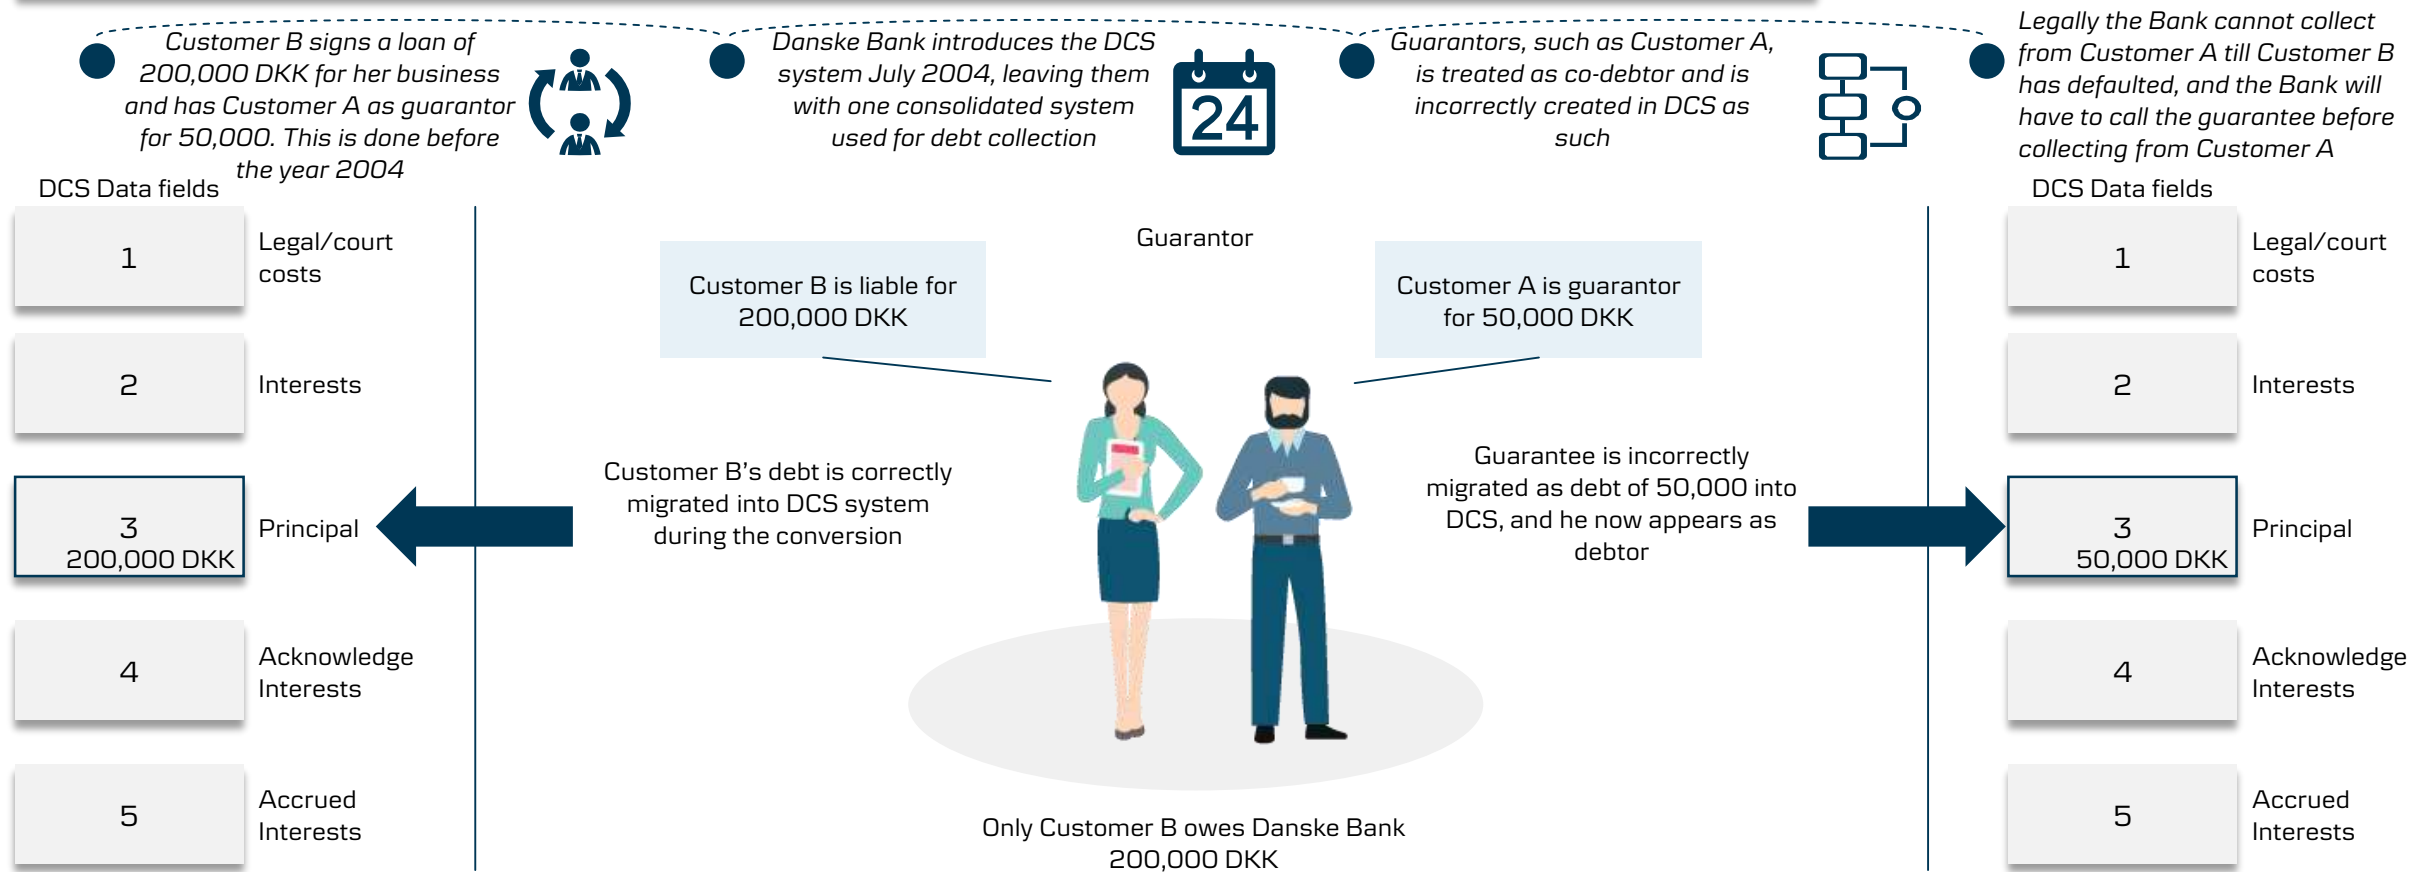 Customer B signs a loan of
200,000 DKK for her business
and has Customer A as guarantor
for 50,000. This is done before
the year 2004
Danske Bank introduces the DCS
system July 2004, leaving them
with one consolidated system
used for debt collection
24
Guarantors, such as Customer A,
is treated as co-debtor and is
incorrectly created in DCS as
such
Legally the Bank cannot collect
from Customer A till Customer B
has defaulted, and the Bank will
have to call the guarantee before
collecting from Customer A
DCS Data fields
1
Legal/court
costs
2
Interests
3
200,000 DKK
Principal
4
Acknowledge
Interests
5
Accrued
Interests
Guarantor
Customer B is liable for
200,000 DKK
Customer A is guarantor
for 50,000 DKK
Customer B's debt is correctly
migrated into DCS system
during the conversion
Guarantee is incorrectly
migrated as debt of 50,000 into
DCS, and he now appears as
debtor
Only Customer B owes Danske Bank
200,000 DKK
DCS Data fields
1
Legal/court
costs
2
Interests
3
50,000 DKK
Principal
4
Acknowledge
Interests
5
Accrued
Interests